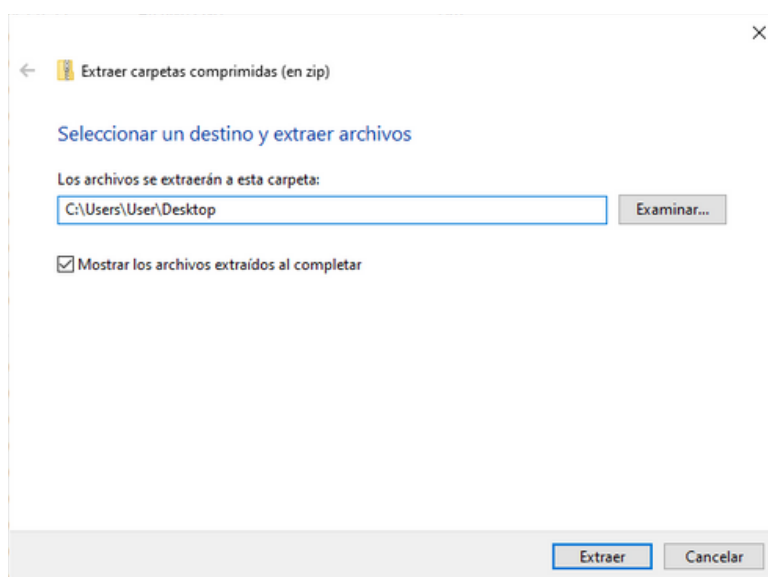 Extraer carpetas comprimidas (en zip)
Seleccionar un destino y extraer archivos
Los archivos se extraerán a esta carpeta:
C:\Users\User\Desktop
Examinar...
Mostrar los archivos extraídos al completar
Extraer
Cancelar